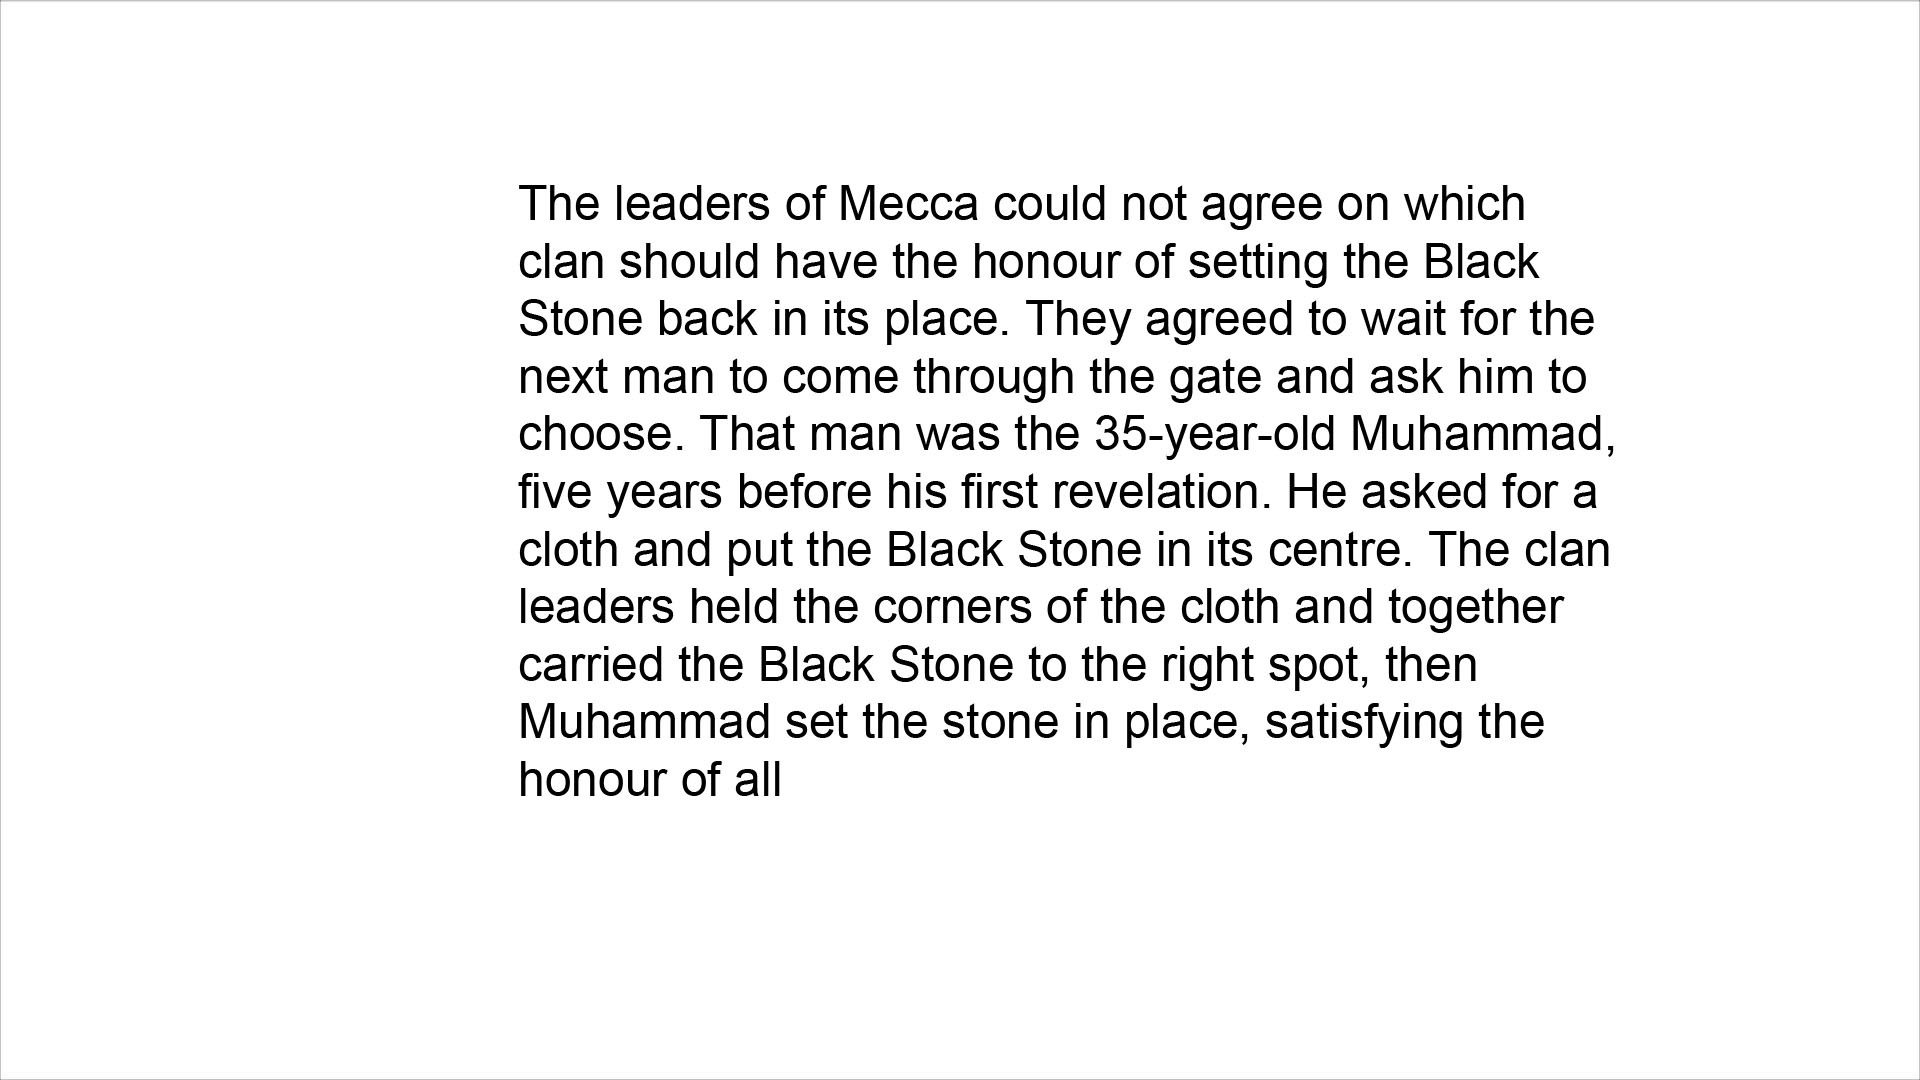 The leaders of Mecca could not agree on which
clan should have the honour of setting the Black
Stone back in its place. They agreed to wait for the
next man to come through the gate and ask him to
choose. That man was the 35-year-old Muhammad,
five years before his first revelation. He asked for a
cloth and put the Black Stone in its centre. The clan
leaders held the corners of the cloth and together
carried the Black Stone to the right spot, then
Muhammad set the stone in place, satisfying the
honour of all